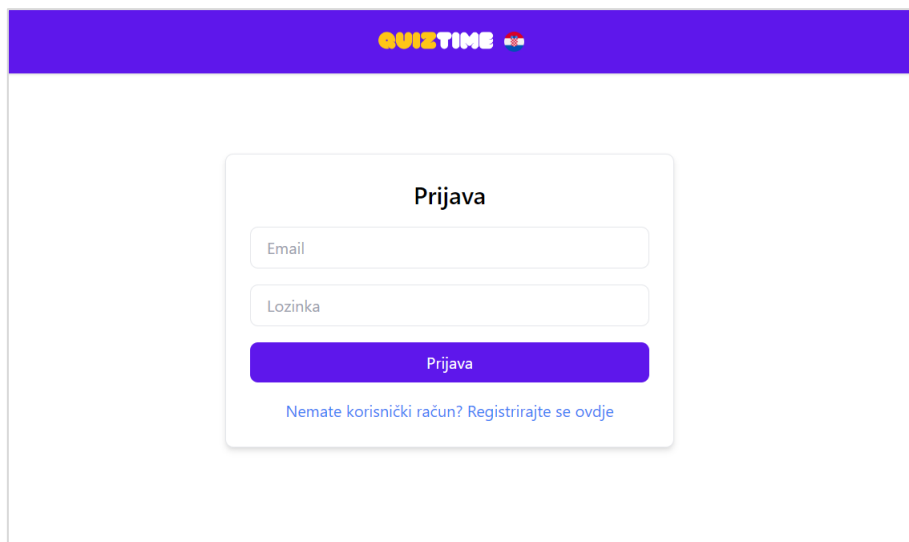 QUIZTIME
Prijava
Email
Lozinka
Prijava
Nemate korisnički račun? Registrirajte se ovdje